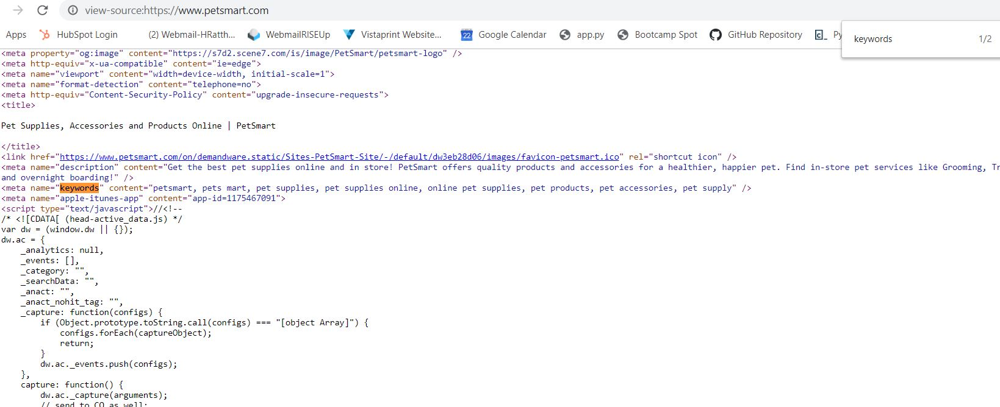 view-source:https://www.petsmart.com
Apps HubSpot Login (2) Webmail-HRatth... WebmailRISEUp Vistaprint Website... 22 Google Calendar app.py Bootcamp Spot GitHub Repository Py
keywords 1/2
<meta property="og:image" content="https://s7d2.scene7.com/is/image/PetSmart/petsmart-logo" />
<meta http-equiv="x-ua-compatible" content="ie=edge">
<meta name="viewport" content="width=device-width, initial-scale=1">
<meta name="format-detection" content="telephone=no">
<meta http-equiv="Content-Security-Policy" content="upgrade-insecure-requests">
<title>
Pet Supplies, Accessories and Products Online | PetSmart
</title>
<link href="https://www.petsmart.com/on/demandware.static/Sites-PetSmart-Site/-/default/dw3eb28d06/images/favicon-petsmart.ico" rel="shortcut icon" />
<meta name="description" content="Get the best pet supplies online and in store! PetSmart offers quality products and accessories for a healthier, happier pet. Find in-store pet services like Grooming, Tr
and overnight boarding!" />
<meta name="keywords" content="petsmart, pets mart, pet supplies, pet supplies online, online pet supplies, pet products, pet accessories, pet supply" />
<meta name="apple-itunes-app" content="app-id=1175467091">
<script type="text/javascript">//<!--
/* <![CDATA[ (head-active_data.js) */
var dw = (window.dw || {});
dw.ac = {
    _analytics: null,
    _events: [],
    _category: "",
    _searchData: "",
    _anact: "",
    _anact_nohit_tag: "",
    _capture: function(configs) {
        if (Object.prototype.toString.call(configs) === "[object Array]") {
            configs.forEach(captureObject);
            return;
        }
        dw.ac._events.push(configs);
    },
    capture: function() {
        dw.ac._capture(arguments);
        // send to CQ as well: